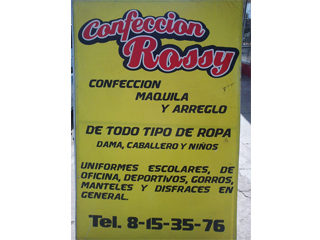 Confeccion
Rossy
CONFECCION
MAQUILA
Y ARREGLO
DE TODO TIPO DE ROPA
DAMA, CABALLERO Y NIÑOS
UNIFORMES ESCOLARES, DE
OFICINA, DEPORTIVOS, GORROS,
MANTELES Y DISFRACES EN
GENERAL.
Tel. 8-15-35-76